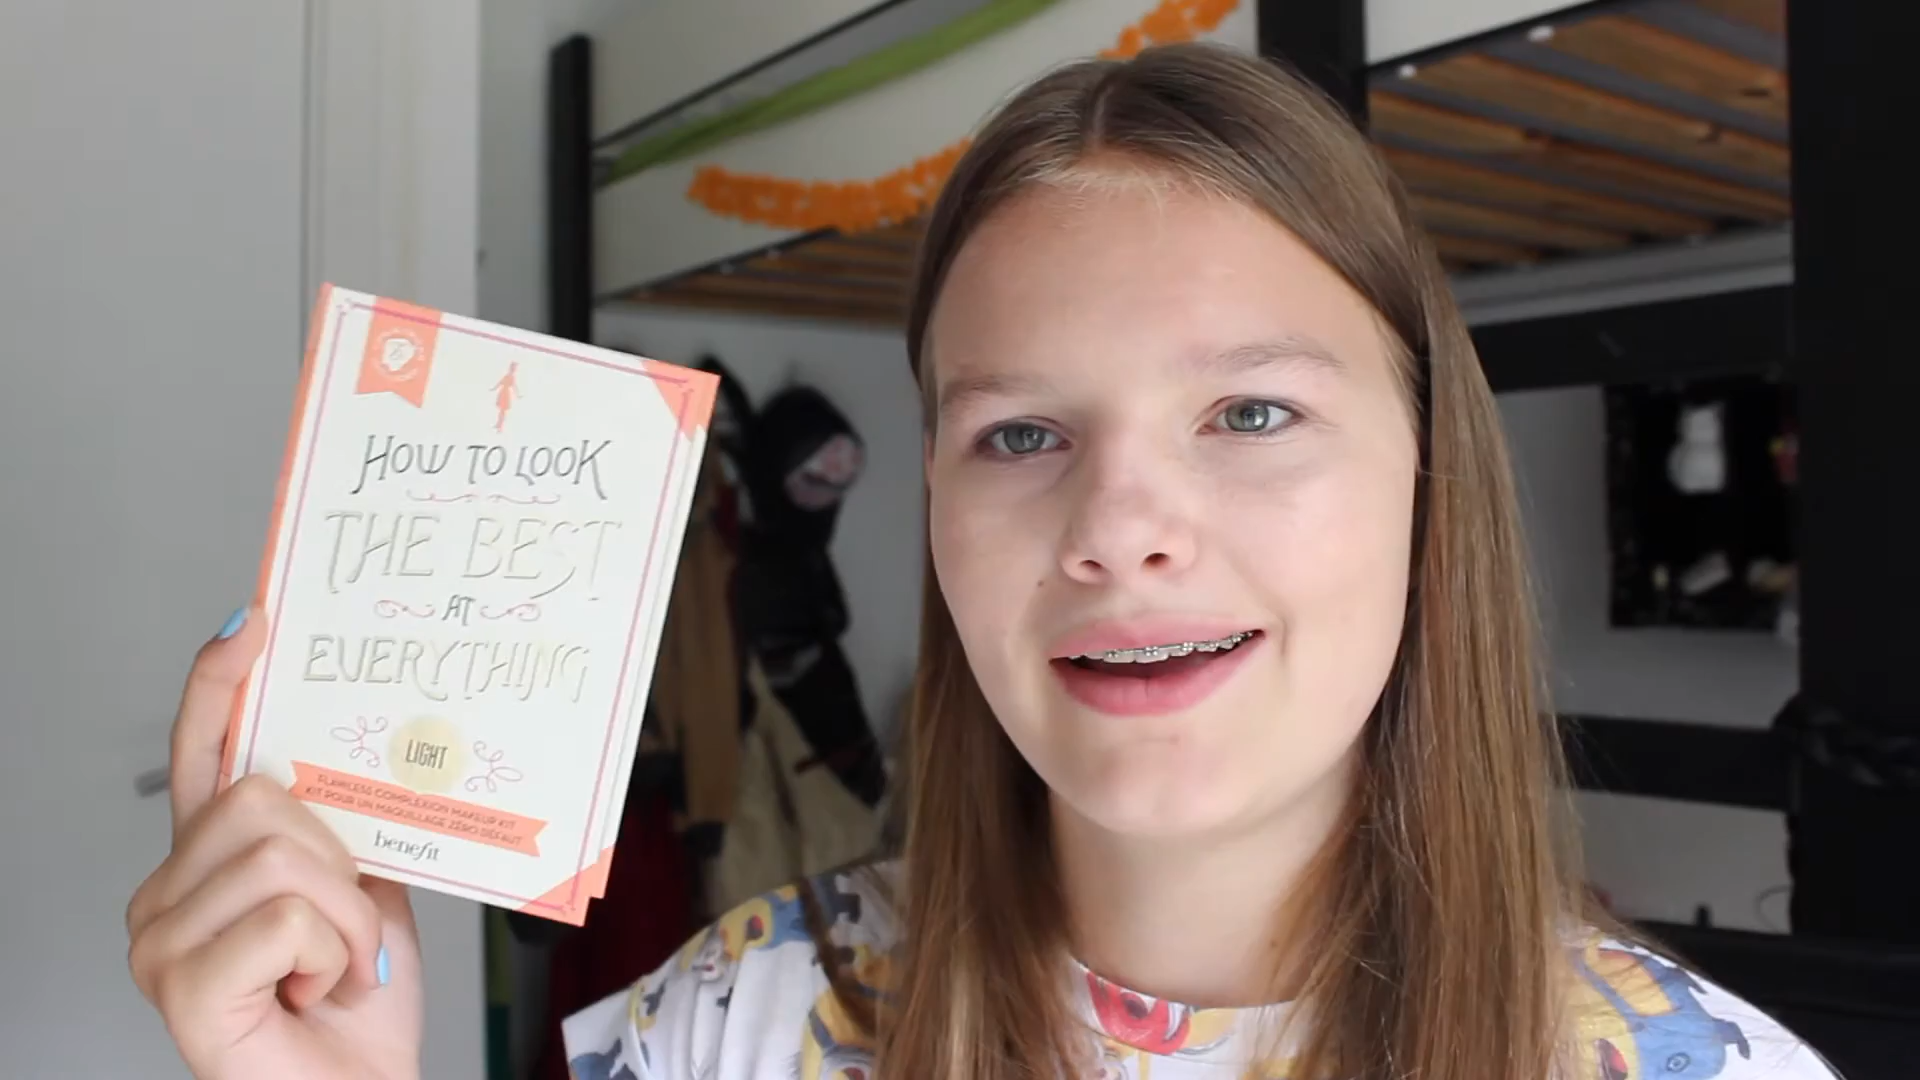 HOW TO LOOK
THE BEST
AT
EVERYTHING
LIGHT
FLAWLESS COMPLEXION MAKEUP KIT
KIT POUR UN MAQUILLAGE ZÉRO DÉFAUT
benefit